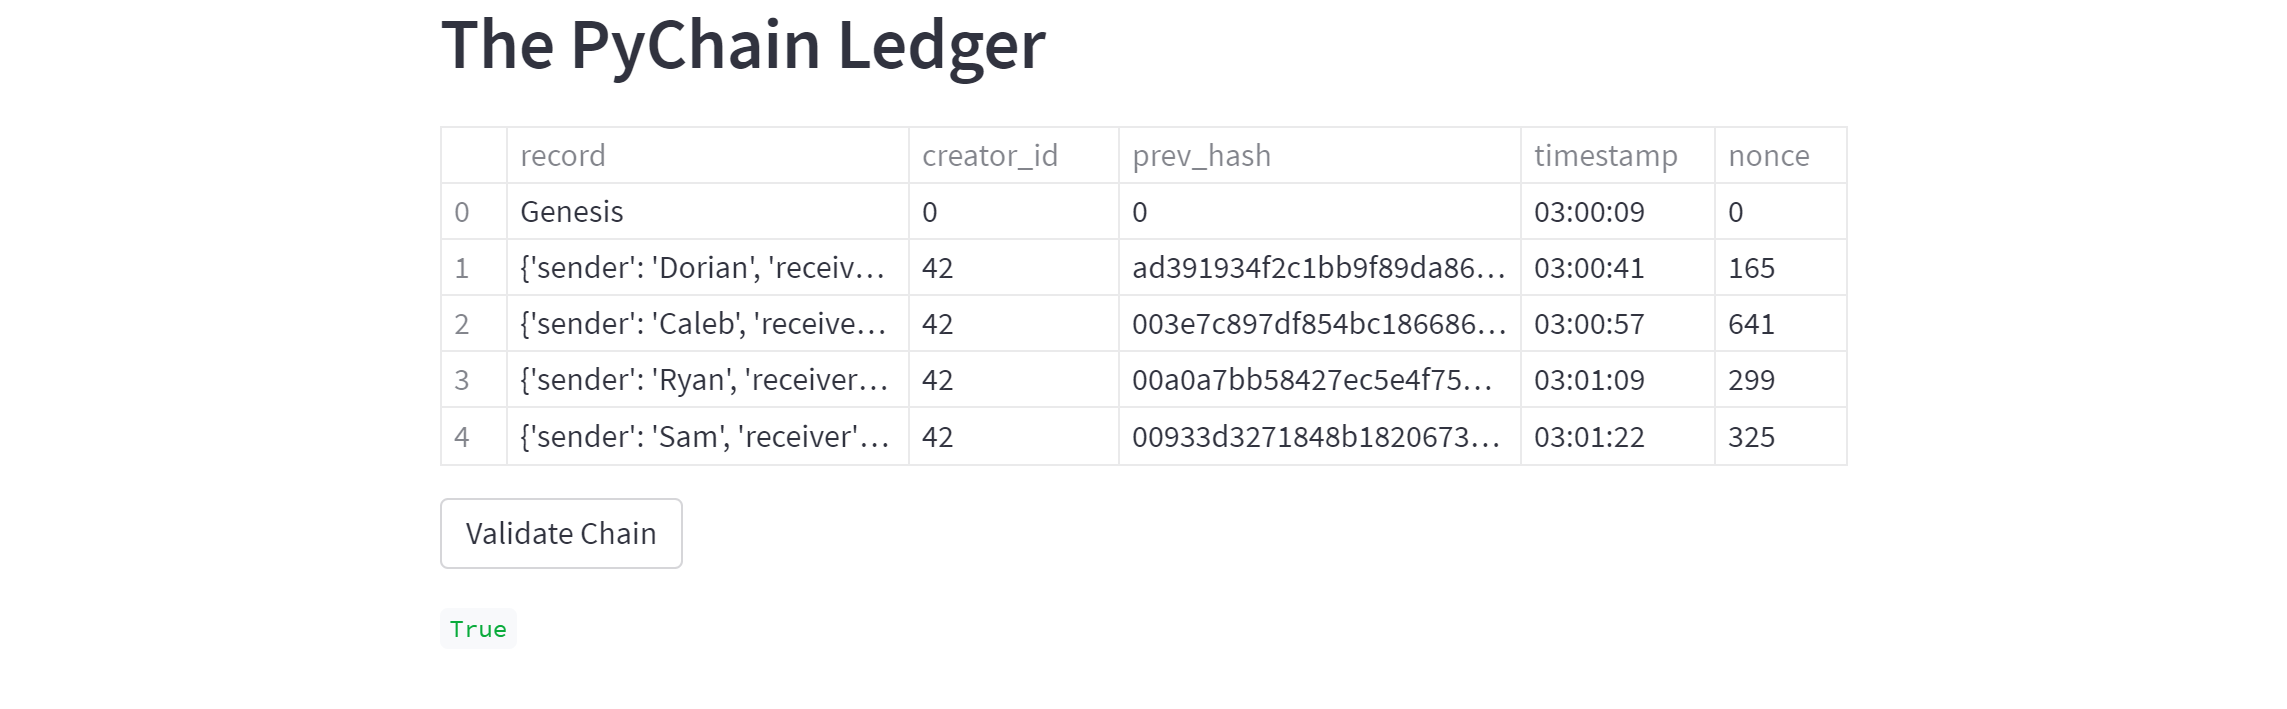 The PyChain Ledger
record creator_id prev_hash timestamp nonce
0 Genesis 0 0 03:00:09 0
1 {'sender': 'Dorian', 'receiv... 42 ad391934f2c1bb9f89da86... 03:00:41 165
2 {'sender': 'Caleb', 'receive... 42 003e7c897df854bc186686... 03:00:57 641
3 {'sender': 'Ryan', 'receiver... 42 00a0a7bb58427ec5e4f75... 03:01:09 299
4 {'sender': 'Sam', 'receiver'... 42 00933d3271848b1820673... 03:01:22 325
Validate Chain
True